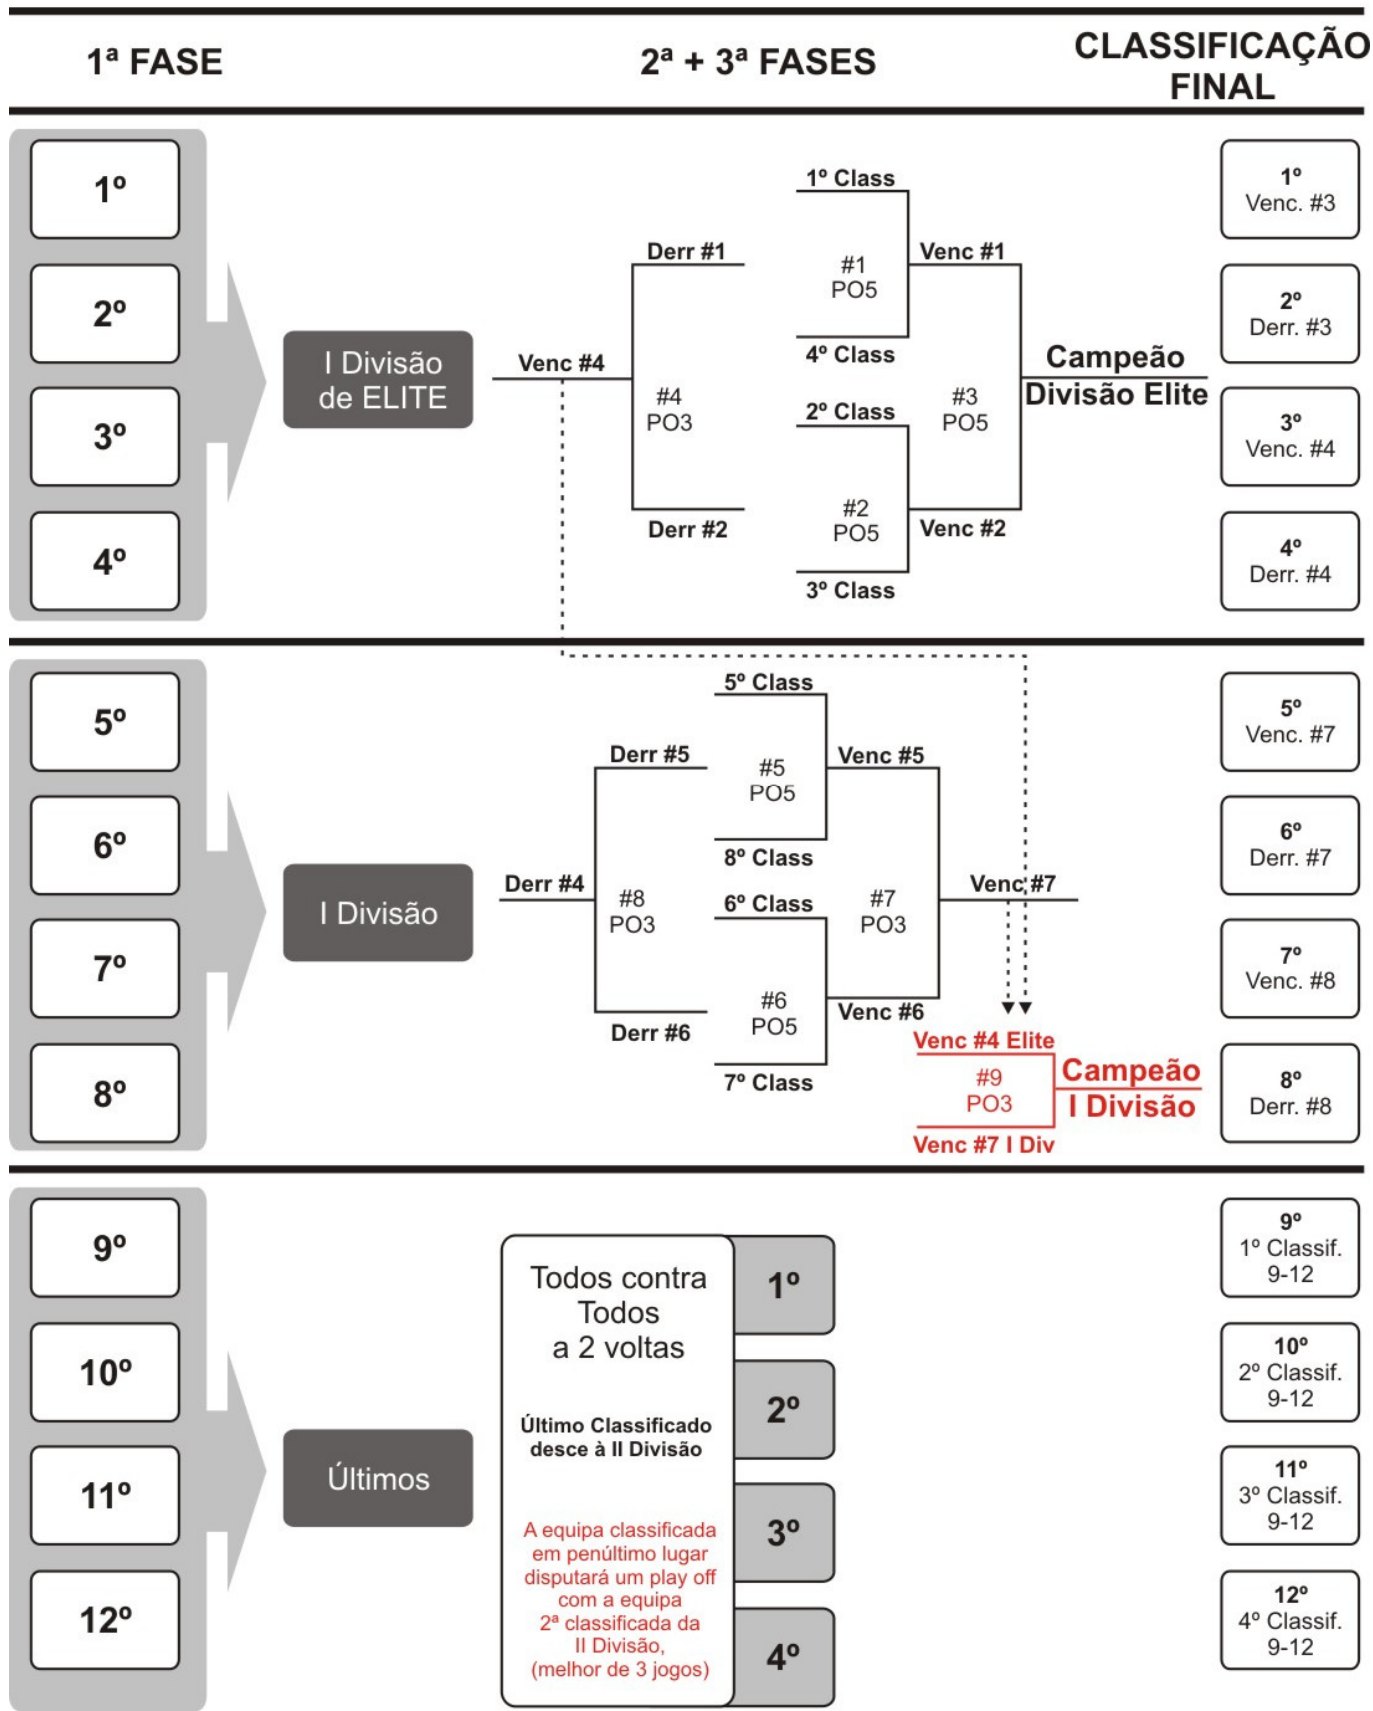 1ª FASE
2ª + 3ª FASES
CLASSIFICAÇÃO
FINAL
1º
2º
3º
4º
I Divisão
de ELITE
Venc #4
Derr #1
#4
PO3
Derr #2
1º Class
#1
PO5
4º Class
2º Class
#2
PO5
3º Class
Venc #1
#3
PO5
Venc #2
Campeão
Divisão Elite
1º
Venc. #3
2º
Derr. #3
3º
Venc. #4
4º
Derr. #4
5º
6º
7º
8º
I Divisão
Derr #4
Derr #5
#8
PO3
Derr #6
5º Class
#5
PO5
8º Class
6º Class
#6
PO5
7º Class
Venc #5
#7
PO3
Venc #6
Venc #7
Venc #4 Elite
#9
PO3
Venc #7 I Div
Campeão
I Divisão
5º
Venc. #7
6º
Derr. #7
7º
Venc. #8
8º
Derr. #8
9º
10º
11º
12º
Últimos
Todos contra
Todos
a 2 voltas
Último Classificado
desce à II Divisão
A equipa classificada
em penúltimo lugar
disputará um play off
com a equipa
2ª classificada da
II Divisão,
(melhor de 3 jogos)
1º
2º
3º
4º
9º
1º Classif.
9-12
10º
2º Classif.
9-12
11º
3º Classif.
9-12
12º
4º Classif.
9-12